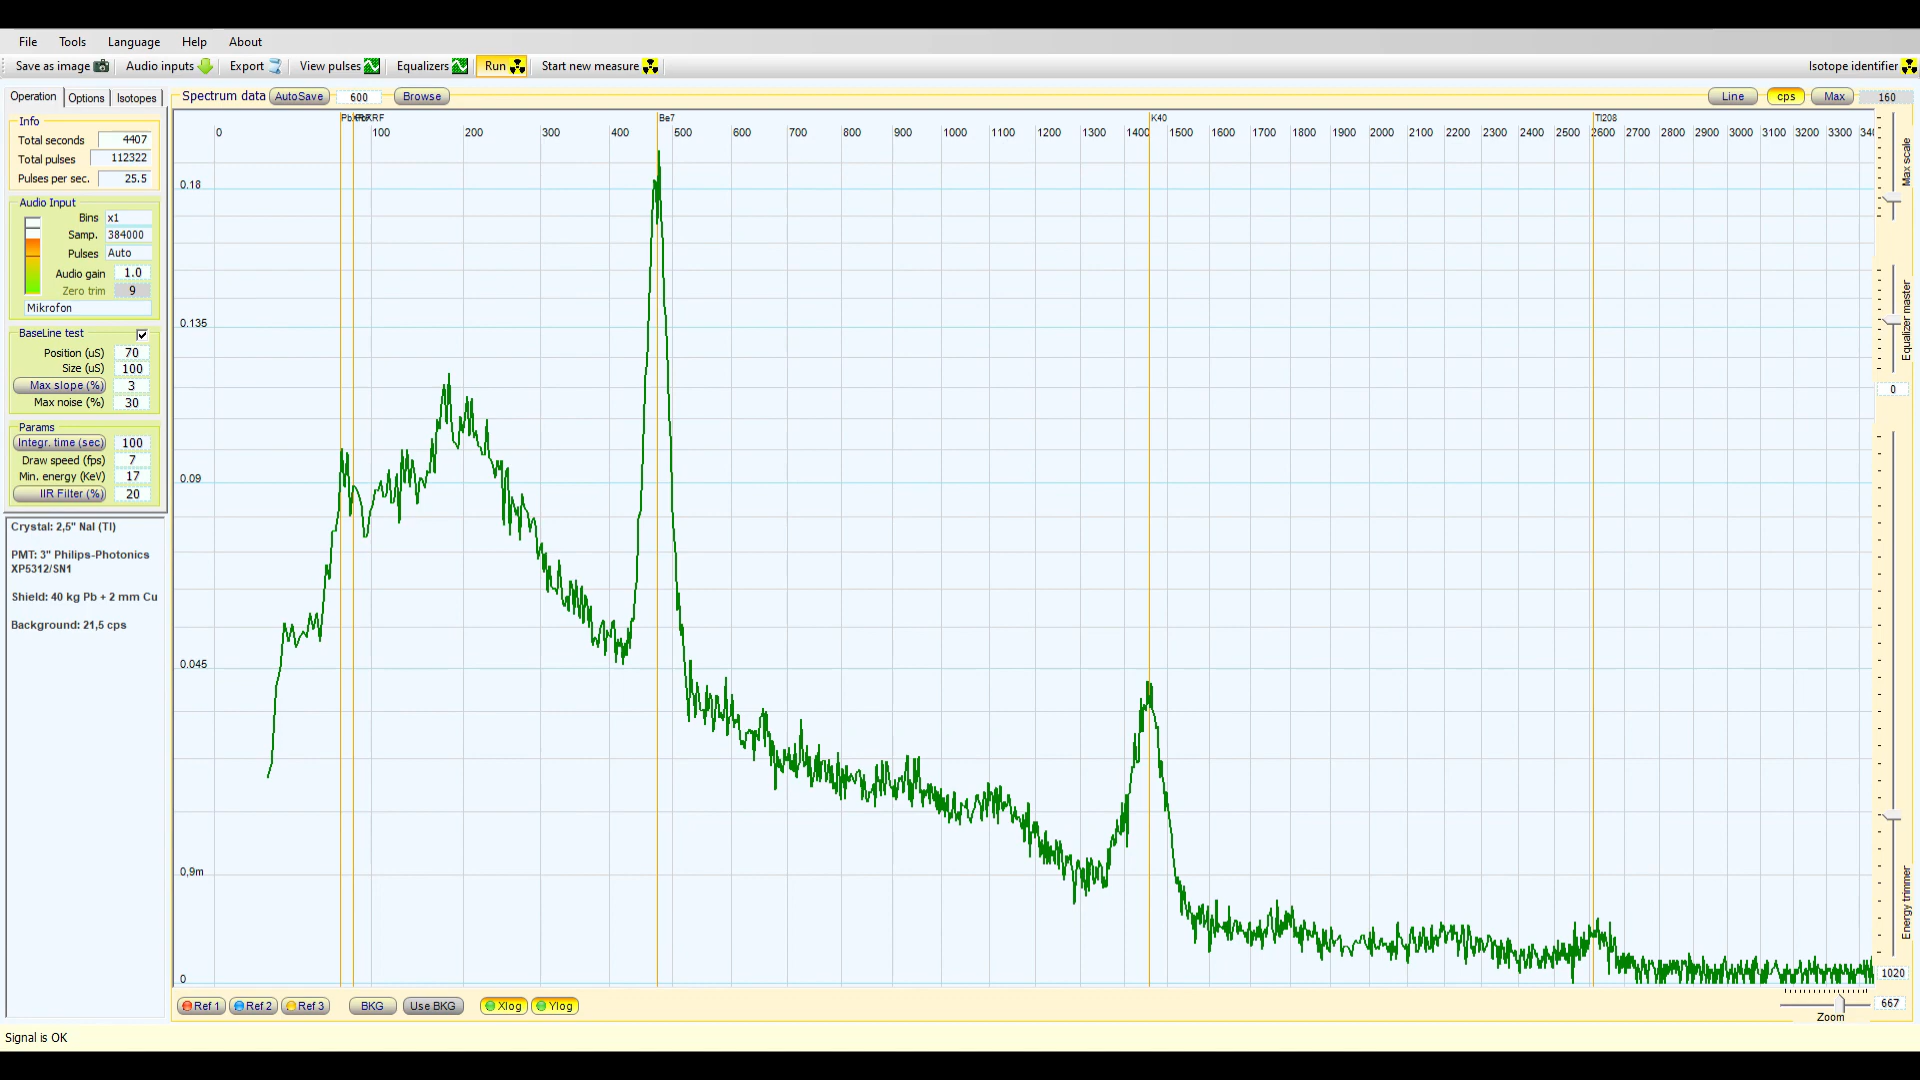 File Tools Language Help About
Save as image Audio inputs Export View pulses Equalizers Run Start new measure Isotope identifier
Operation Options Isotopes
Spectrum data AutoSave 600 Browse Line cps Max 160
Info
Total seconds 4407
Total pulses 112322
Pulses per sec. 25.5
Audio Input
Bins x1
Samp. 384000
Pulses Auto
Audio gain 1.0
Zero trim 9
Mikrofon
BaseLine test
Position (uS) 70
Size (uS) 100
Max slope (%) 3
Max noise (%) 30
Params
Integr. time (sec) 100
Draw speed (fps) 7
Min. energy (KeV) 17
IIR Filter (%) 20
Crystal: 2,5" NaI (Tl)
PMT: 3" Philips-Photonics
XP5312/SN1
Shield: 40 kg Pb + 2 mm Cu
Background: 21,5 cps
Be7 K40 Tl208
0 100 200 300 400 500 600 700 800 900 1000 1100 1200 1300 1400 1500 1600 1700 1800 1900 2000 2100 2200 2300 2400 2500 2600 2700 2800 2900 3000 3100 3200 3300
0.18
0.135
0.09
0.046
0,9m
0
Max scale
Equalizer master
0
Energy trimmer
1020
Ref 1 Ref 2 Ref 3 BKG Use BKG Xlog Ylog
667
Zoom
Signal is OK